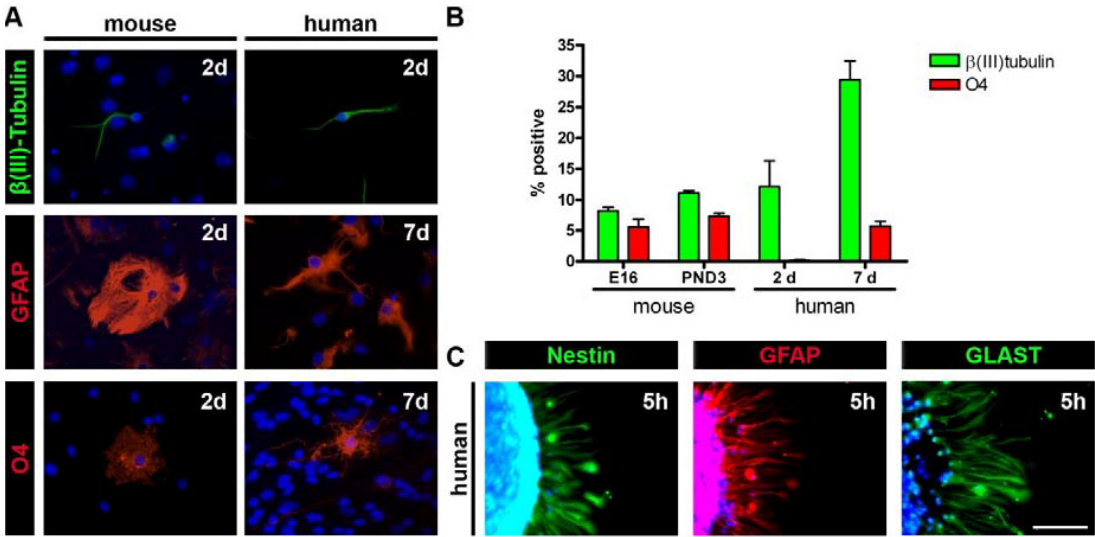 A
mouse
human
β(III)-Tubulin
2d
2d
GFAP
2d
7d
O4
2d
7d
B
% positive
35
30
25
20
15
10
5
0
β(III)tubulin
O4
E16
PND3
2 d
7 d
mouse
human
C
Nestin
GFAP
GLAST
human
5h
5h
5h